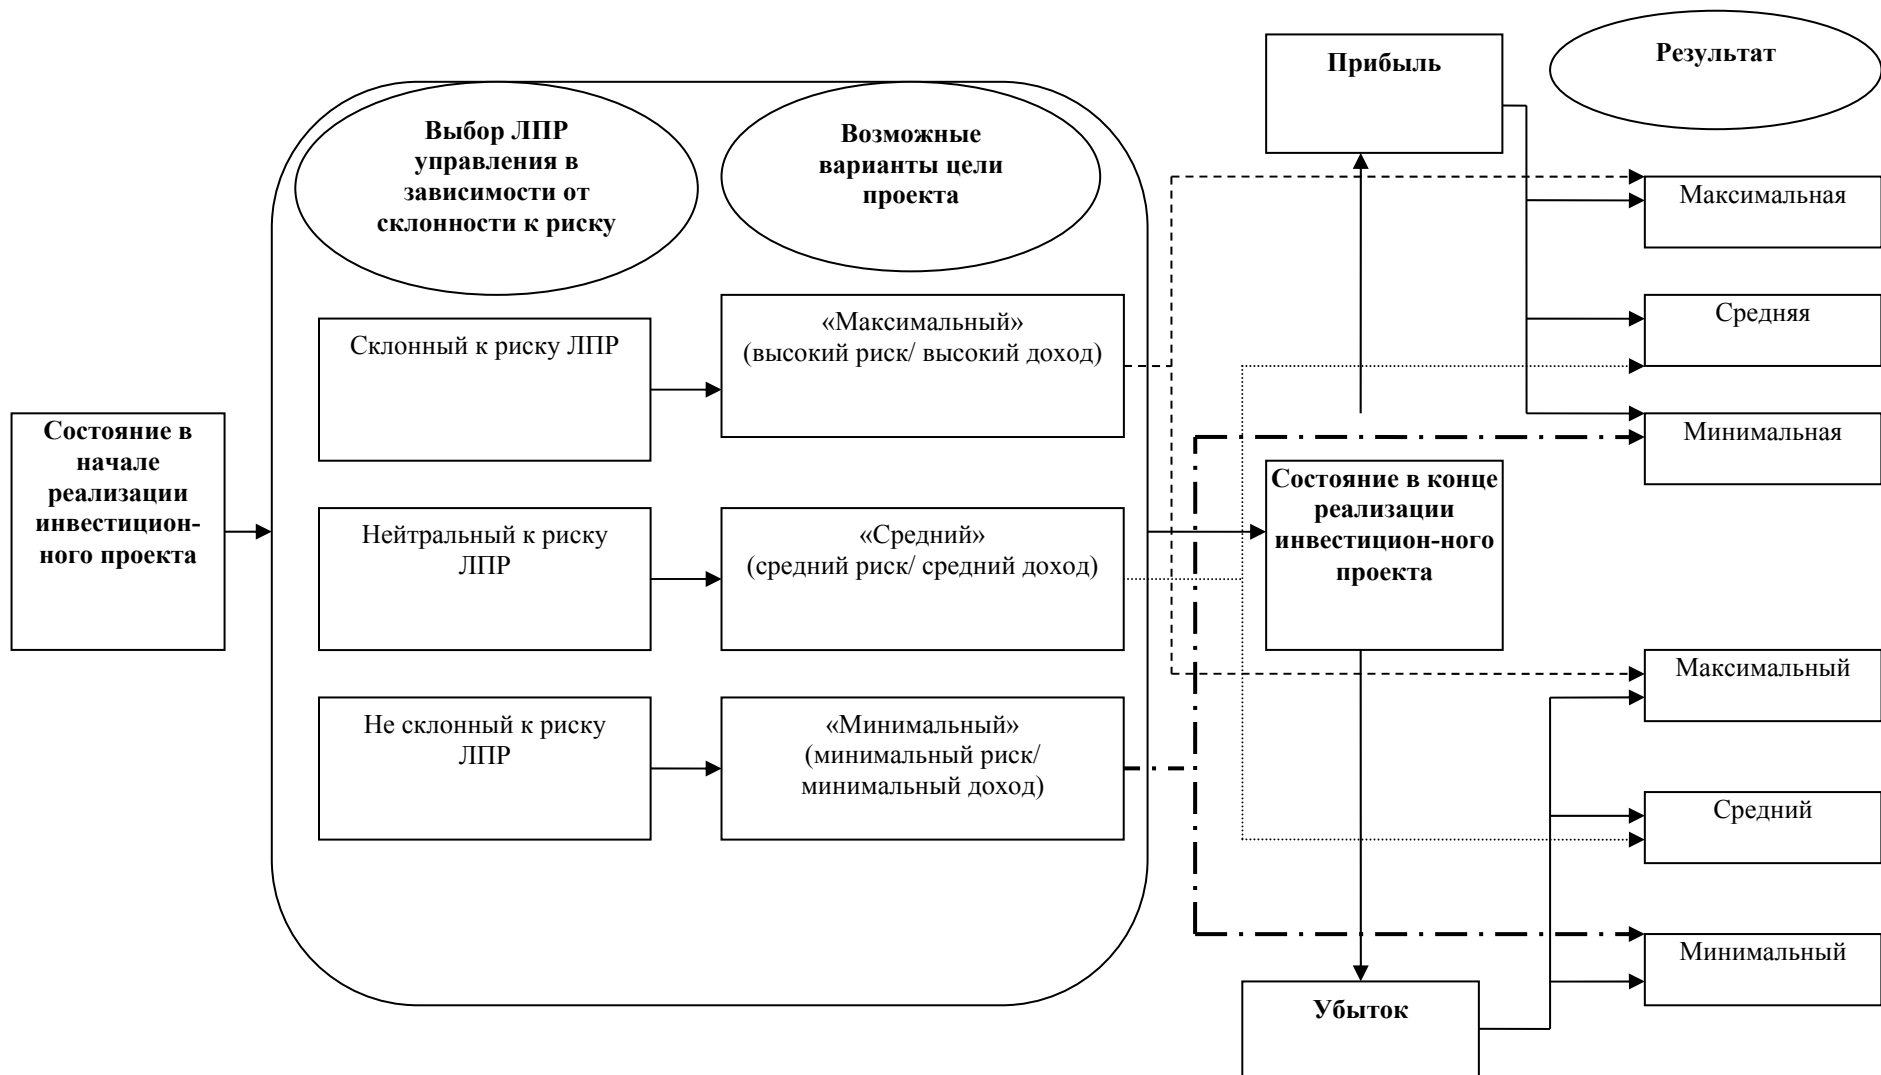 Состояние в
начале
реализации
инвестицион-
ного проекта
Выбор ЛПР
управления в
зависимости от
склонности к риску
Возможные
варианты цели
проекта
Склонный к риску ЛПР
«Максимальный»
(высокий риск/ высокий доход)
Нейтральный к риску
ЛПР
«Средний»
(средний риск/ средний доход)
Не склонный к риску
ЛПР
«Минимальный»
(минимальный риск/
минимальный доход)
Прибыль
Состояние в конце
реализации
инвестицион-ного
проекта
Убыток
Результат
Максимальная
Средняя
Минимальная
Максимальный
Средний
Минимальный